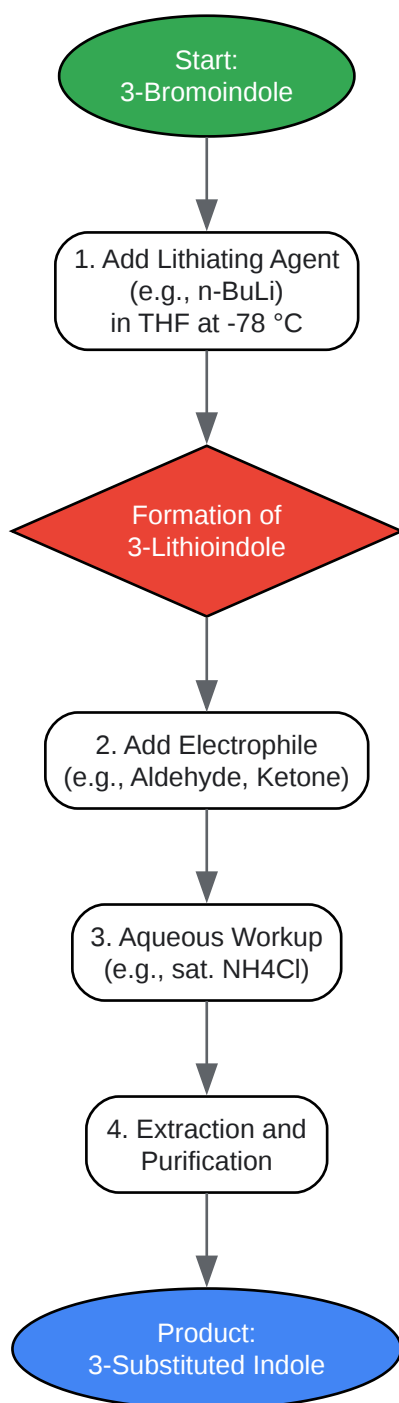 Start:
3-Bromoindole
1. Add Lithiating Agent
(e.g., n-BuLi)
in THF at -78 °C
Formation of
3-Lithioindole
2. Add Electrophile
(e.g., Aldehyde, Ketone)
3. Aqueous Workup
(e.g., sat. NH4Cl)
4. Extraction and
Purification
Product:
3-Substituted Indole